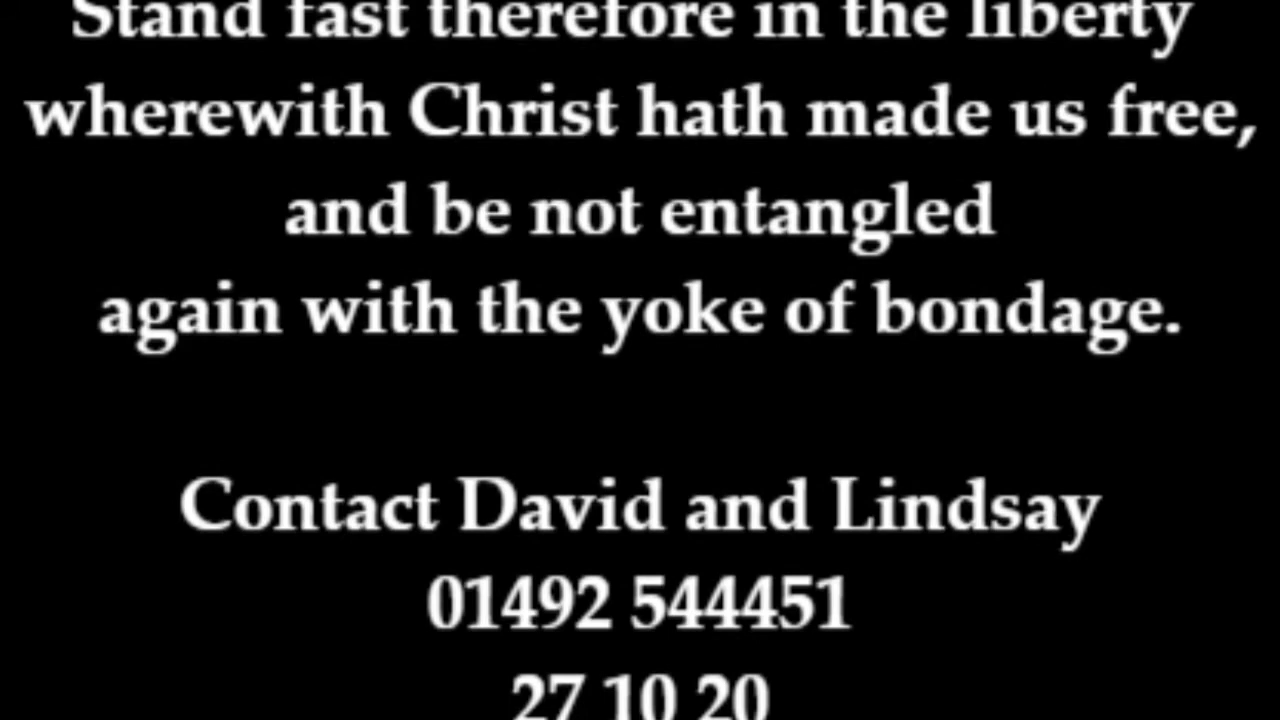 Stand fast therefore in the liberty
wherewith Christ hath made us free,
and be not entangled
again with the yoke of bondage.
Contact David and Lindsay
01492 544451
27 10 20